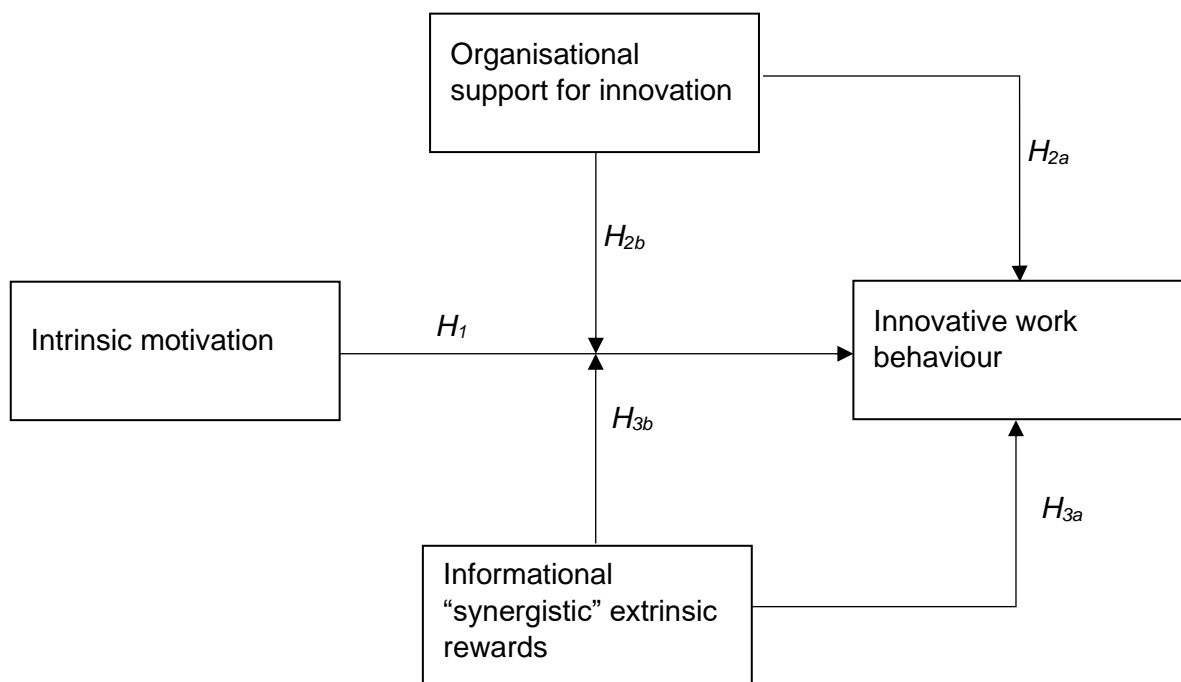 Organisational
support for innovation
H2a
H2b
Intrinsic motivation
H1
Innovative work
behaviour
H3b
H3a
Informational
“synergistic” extrinsic
rewards